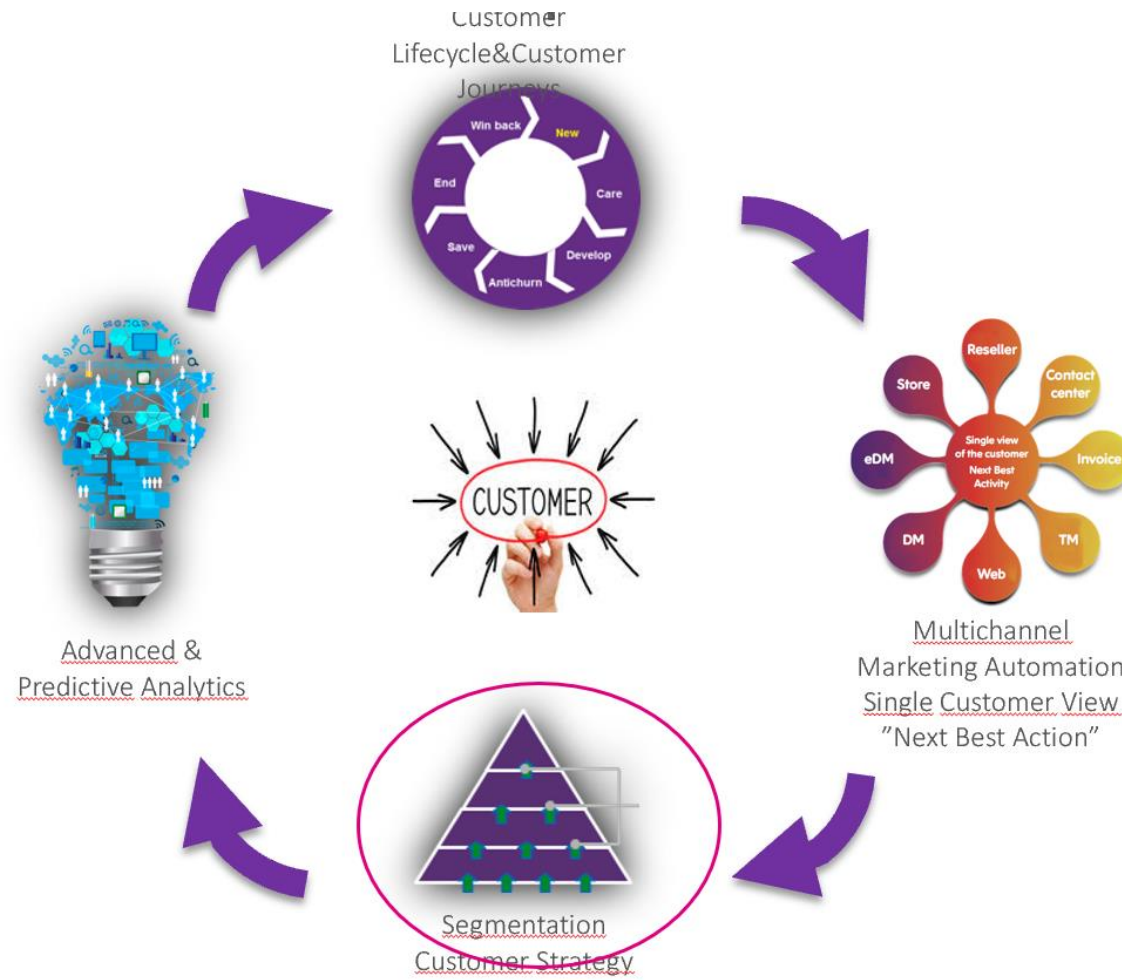 Customer
Lifecycle&Customer
Journeys
Win back
New
End
Care
Save
Develop
Antichurn
Reseller
Store
Contact
center
Single view
of the customer
Next Best
Activity
eDM
Invoice
DM
TM
Web
CUSTOMER
Advanced &
Predictive Analytics
Multichannel
Marketing Automation
Single Customer View
”Next Best Action”
Segmentation
Customer Strategy